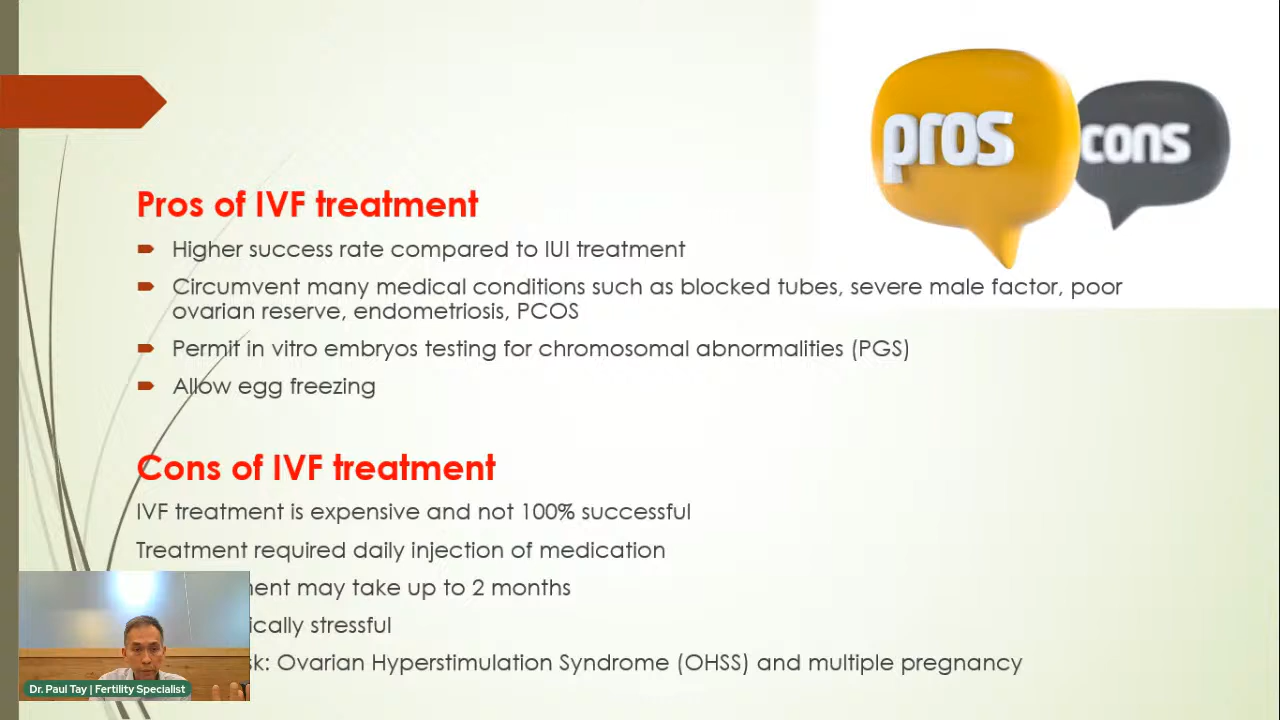 pros
cons
Pros of IVF treatment
Higher success rate compared to IUI treatment
Circumvent many medical conditions such as blocked tubes, severe male factor, poor
ovarian reserve, endometriosis, PCOS
Permit in vitro embryos testing for chromosomal abnormalities (PGS)
Allow egg freezing
Cons of IVF treatment
IVF treatment is expensive and not 100% successful
Treatment required daily injection of medication
may take up to 2 months
stressful
Ovarian Hyperstimulation Syndrome (OHSS) and multiple pregnancy
Dr. Paul Tay | Fertility Specialist